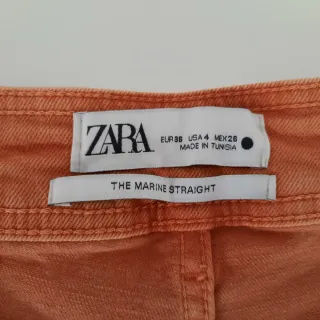 ZARA
EUR 36 USA 4 MEX 26
MADE IN TUNISIA
THE MARINE STRAIGHT